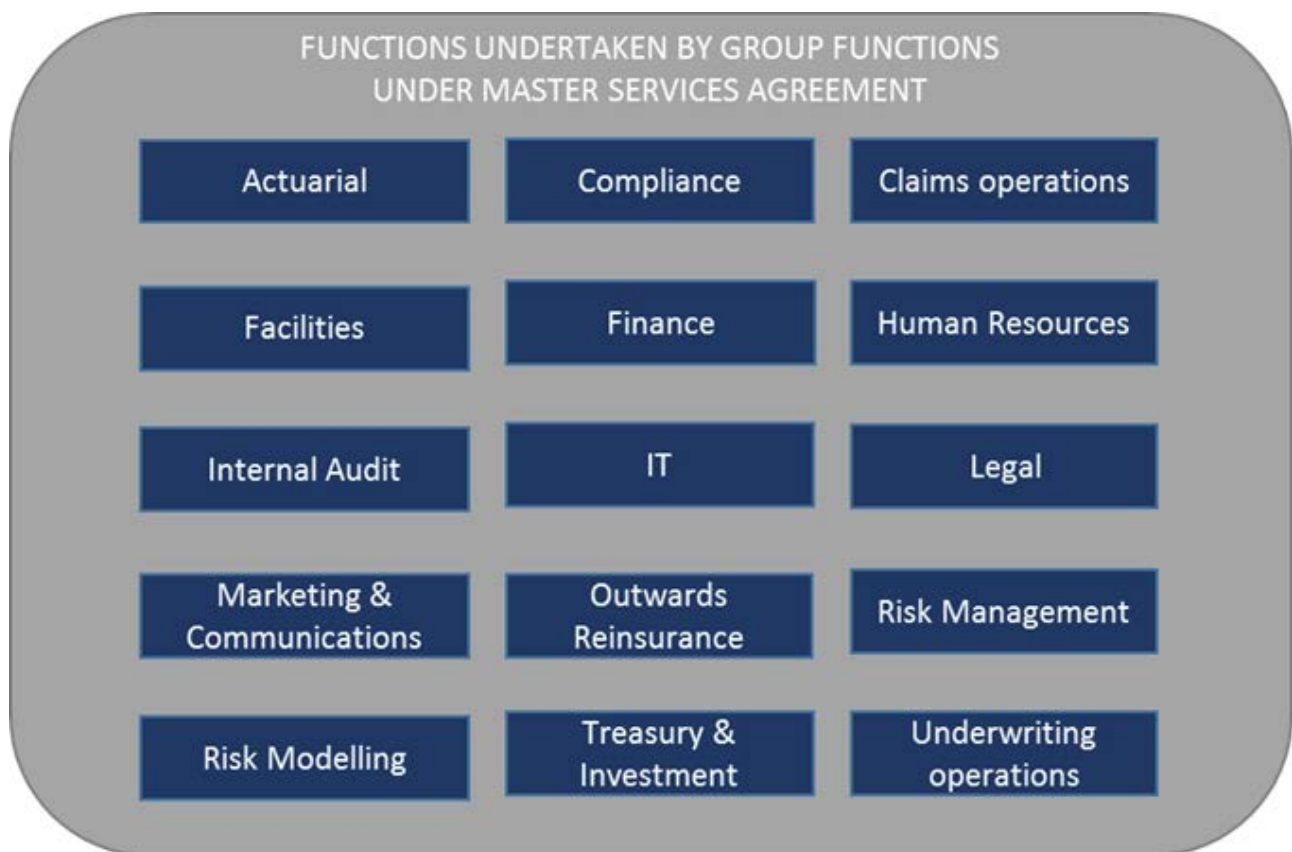 FUNCTIONS UNDERTAKEN BY GROUP FUNCTIONS
UNDER MASTER SERVICES AGREEMENT
Actuarial
Compliance
Claims operations
Facilities
Finance
Human Resources
Internal Audit
IT
Legal
Marketing &
Communications
Outwards
Reinsurance
Risk Management
Risk Modelling
Treasury &
Investment
Underwriting
operations